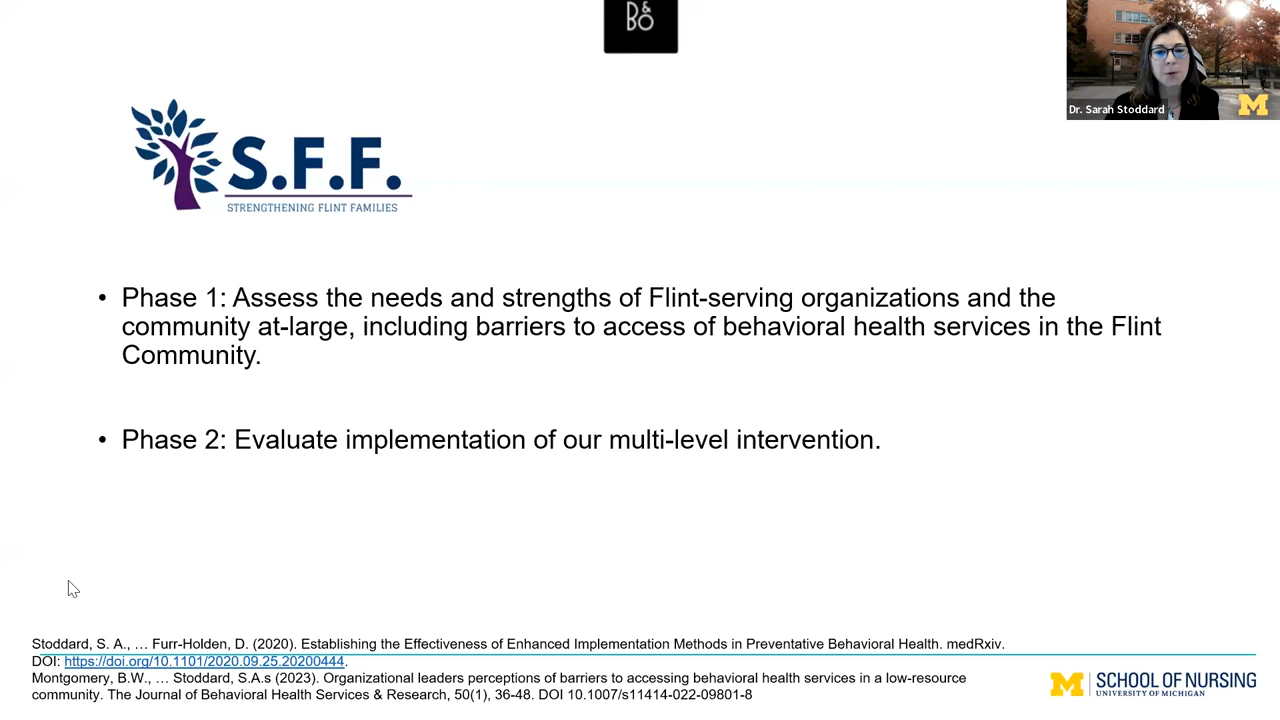 D&
BO
Dr. Sarah Stoddard
M
S.F.F.
STRENGTHENING FLINT FAMILIES
• Phase 1: Assess the needs and strengths of Flint-serving organizations and the
community at-large, including barriers to access of behavioral health services in the Flint
Community.
• Phase 2: Evaluate implementation of our multi-level intervention.
Stoddard, S. A., … Furr-Holden, D. (2020). Establishing the Effectiveness of Enhanced Implementation Methods in Preventative Behavioral Health. medRxiv.
DOI: https://doi.org/10.1101/2020.09.25.20200444.
Montgomery, B.W., … Stoddard, S.A.s (2023). Organizational leaders perceptions of barriers to accessing behavioral health services in a low-resource
community. The Journal of Behavioral Health Services & Research, 50(1), 36-48. DOI 10.1007/s11414-022-09801-8
M SCHOOL OF NURSING
UNIVERSITY OF MICHIGAN